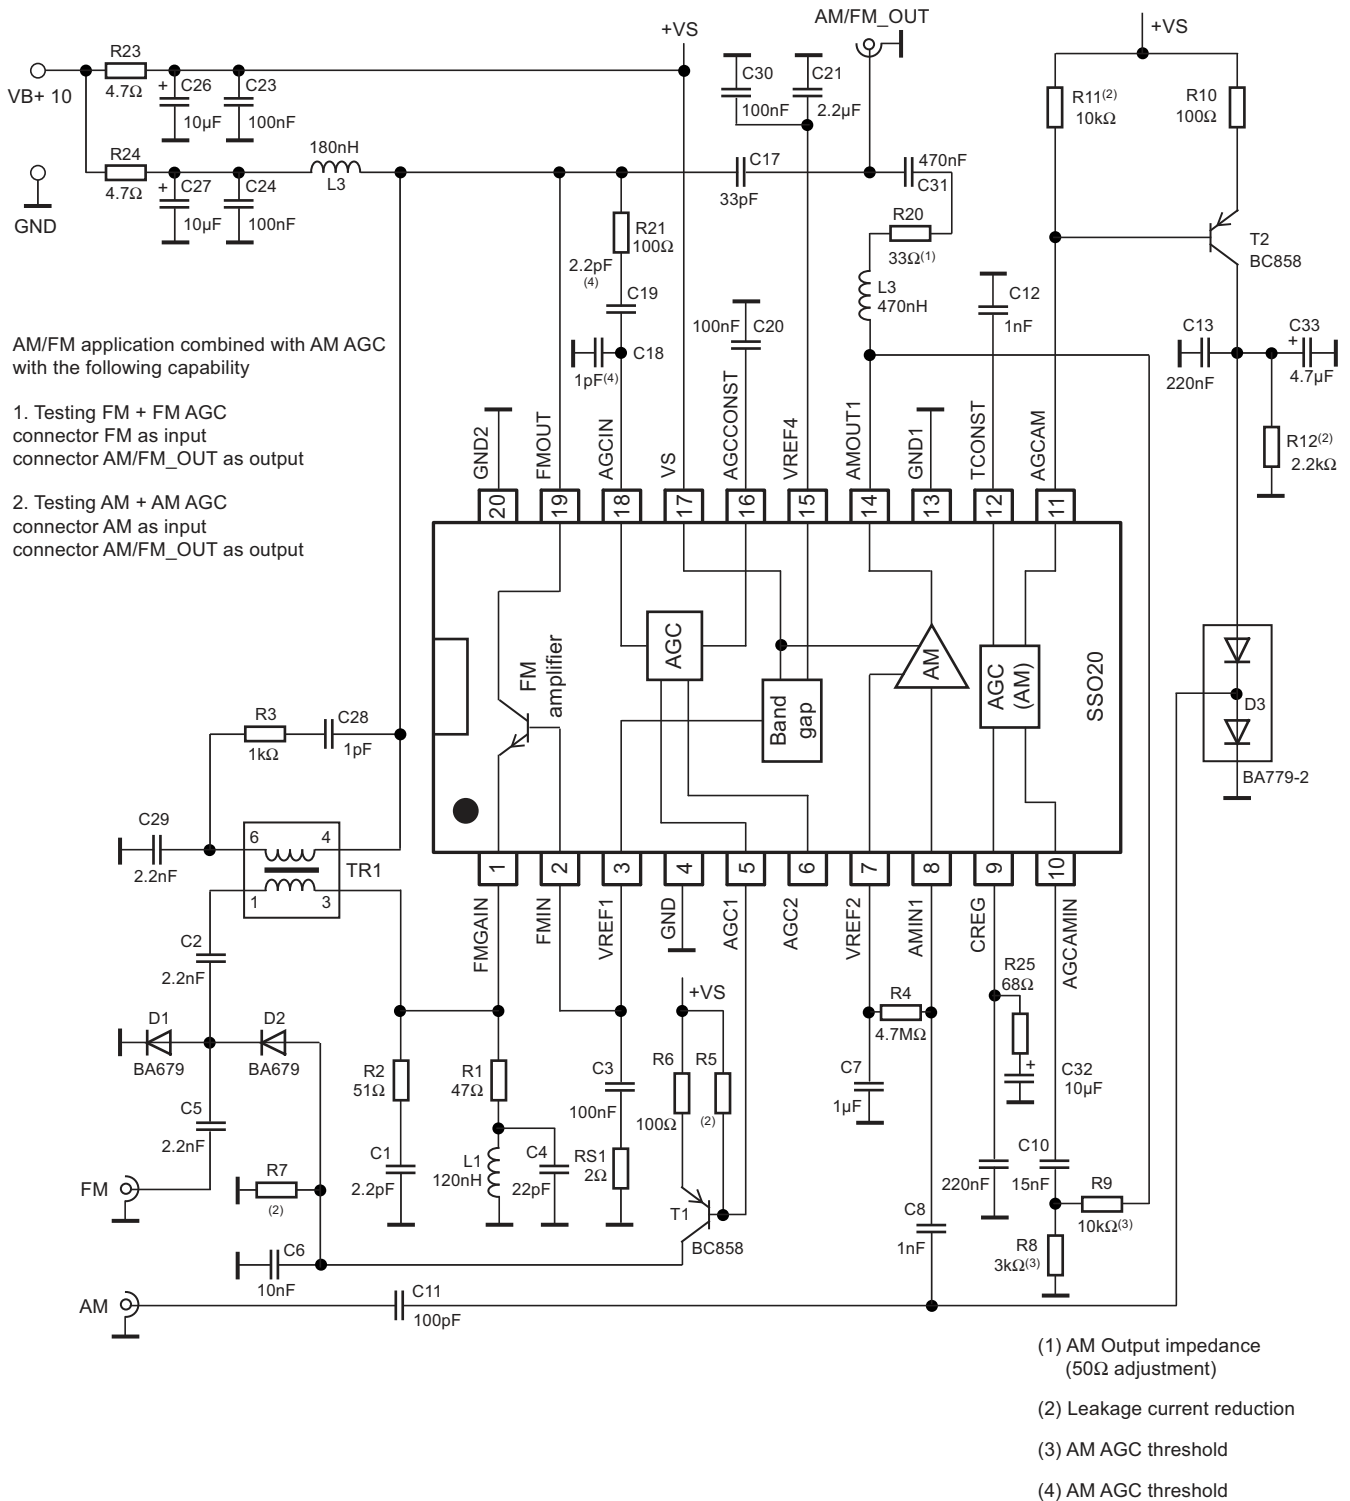 AM/FM_OUT
+VS
+VS
R23
VB+ 10
4.7Ω
+
C26
C23
10µF
100nF
C30
C21
100nF
2.2µF
R11(2)
10kΩ
R10
100Ω
R24
4.7Ω
+
C27
C24
10µF
100nF
180nH
L3
GND
C17
33pF
470nF
C31
R20
33Ω(1)
R21
100Ω
2.2pF
(4)
C19
L3
470nH
C12
1nF
T2
BC858
100nF
C20
C18
1pF(4)
C13
220nF
C33
+
4.7µF
R12(2)
2.2kΩ
AM/FM application combined with AM AGC
with the following capability
1. Testing FM + FM AGC
connector FM as input
connector AM/FM_OUT as output
2. Testing AM + AM AGC
connector AM as input
connector AM/FM_OUT as output
GND2
FMOUT
AGCIN
VS
AGCCONST
VREF4
AMOUT1
GND1
TCONST
AGCAM
20
19
18
17
16
15
14
13
12
11
FM
amplifier
AGC
Band
gap
AM
AGC
(AM)
SSO20
D3
BA779-2
R3
1kΩ
C28
1pF
C29
2.2nF
6
4
TR1
1
3
1
2
3
4
5
6
7
8
9
10
FMGAIN
FMIN
VREF1
GND
AGC1
AGC2
VREF2
AMIN1
CREG
AGCAMIN
C2
2.2nF
D1
BA679
D2
BA679
C5
2.2nF
FM
R7
(2)
C6
10nF
AM
C11
100pF
R2
51Ω
R1
47Ω
C1
2.2pF
L1
120nH
C4
22pF
C3
100nF
RS1
2Ω
+VS
R6
100Ω
R5
(2)
T1
BC858
R4
4.7MΩ
C7
1µF
R25
68Ω
+
C32
10µF
C8
1nF
220nF
C10
15nF
R9
10kΩ(3)
R8
3kΩ(3)
(1) AM Output impedance
(50Ω adjustment)
(2) Leakage current reduction
(3) AM AGC threshold
(4) AM AGC threshold